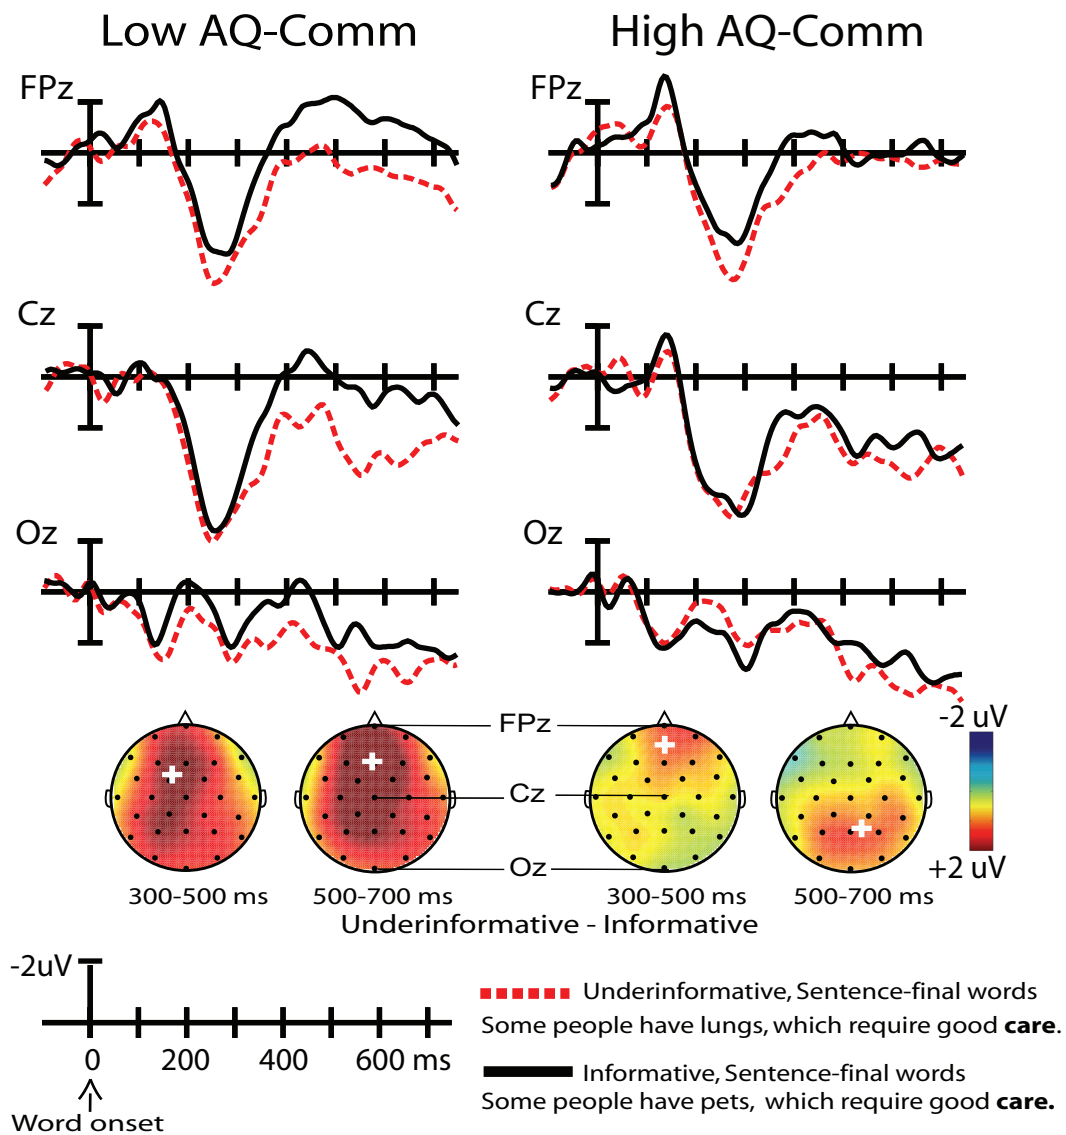 Low AQ-Comm
High AQ-Comm
FPz
FPz
Cz
Cz
Oz
Oz
FPz
Cz
Oz
-2 uV
+2 uV
300-500 ms
500-700 ms
300-500 ms
500-700 ms
Underinformative - Informative
-2uV
0
200
400
600 ms
Word onset
Underinformative, Sentence-final words
Some people have lungs, which require good care.
Informative, Sentence-final words
Some people have pets, which require good care.